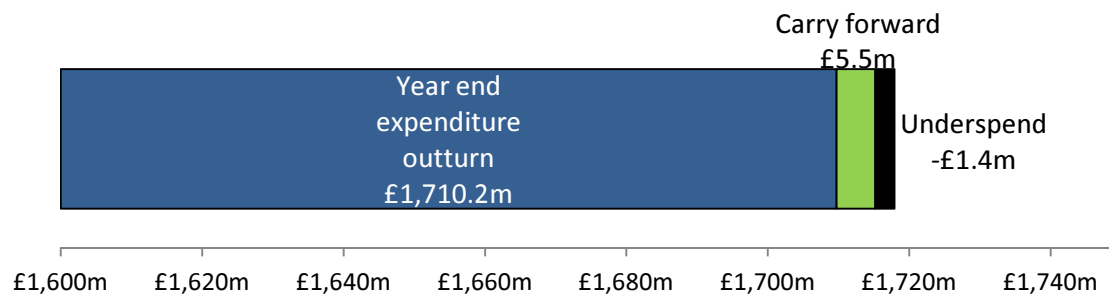 Carry forward
£5.5m
Year end
expenditure
outturn
£1,710.2m
Underspend
-£1.4m
£1,600m £1,620m £1,640m £1,660m £1,680m £1,700m £1,720m £1,740m